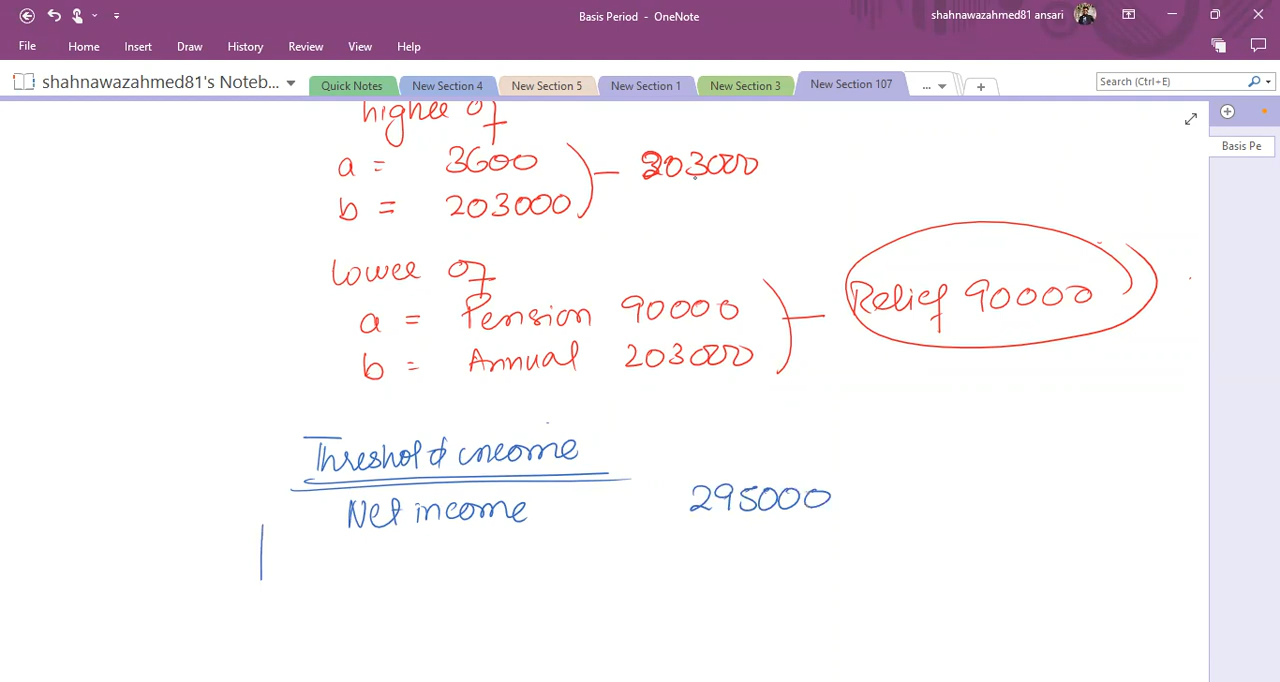 Basis Period - OneNote
shahnawazahmed81 ansari
File Home Insert Draw History Review View Help
shahnawazahmed81's Noteb...
Quick Notes New Section 4 New Section 5 New Section 1 New Section 3 New Section 107 ...
Search (Ctrl+E)
Basis Pe
higher of
a = 3600
b = 203000
203000
lower of
a = Pension 90000
b = Annual 203000
Relief 90000
Threshold income
Net income 295000